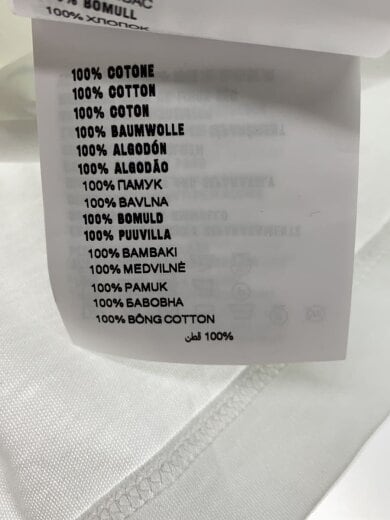 100% BOMULL
100% ХЛОПОК
100% COTONE
100% COTTON
100% COTON
100% BAUMWOLLE
100% ALGODÓN
100% ALGODÃO
100% ПАМУК
100% BAVLNA
100% BOMULD
100% PUUVILLA
100% BAMBAKI
100% MEDVILNĖ
100% PAMUK
100% БАВОВНА
100% BÔNG COTTON
100% قطن